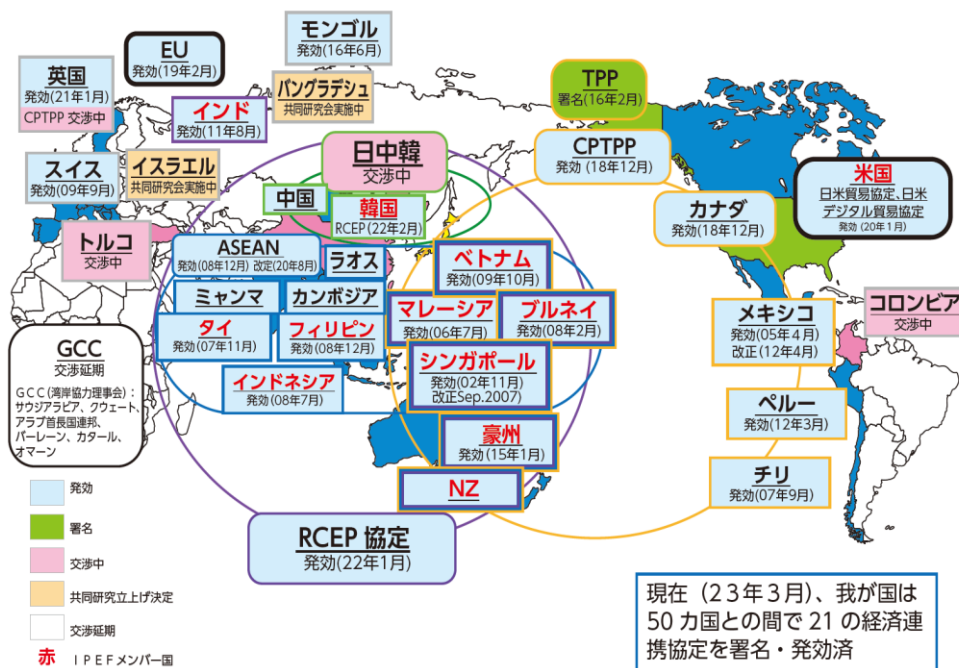 モンゴル
発効(16年6月)
EU
発効(19年2月)
英国
発効(21年1月)
CPTPP 交渉中
バングラデシュ
共同研究会実施中
インド
発効(11年8月)
TPP
署名(16年2月)
CPTPP
発効(18年12月)
日中韓
交渉中
スイス
発効(09年9月)
イスラエル
共同研究会実施中
中国
韓国
RCEP(22年2月)
カナダ
発効(18年12月)
米国
日米貿易協定、日米
デジタル貿易協定
発効(20年1月)
トルコ
交渉中
ASEAN
発効(08年12月) 改定(20年8月)
ラオス
ベトナム
発効(09年10月)
ミャンマ
カンボジア
マレーシア
発効(06年7月)
ブルネイ
発効(08年2月)
メキシコ
発効(05年4月)
改正(12年4月)
コロンビア
交渉中
タイ
発効(07年11月)
フィリピン
発効(08年12月)
シンガポール
発効(02年11月)
改正Sep.2007)
インドネシア
発効(08年7月)
GCC
交渉延期
GCC(湾岸協力理事会):
サウジアラビア、クウェート、
アラブ首長国連邦、
バーレーン、カタール、
オマーン
ペルー
発効(12年3月)
豪州
発効(15年1月)
チリ
発効(07年9月)
NZ
RCEP 協定
発効(22年1月)
発効
署名
交渉中
共同研究立上げ決定
交渉延期
赤 IPEFメンバー国
現在(23年3月)、我が国は
50カ国との間で21の経済連
携協定を署名・発効済